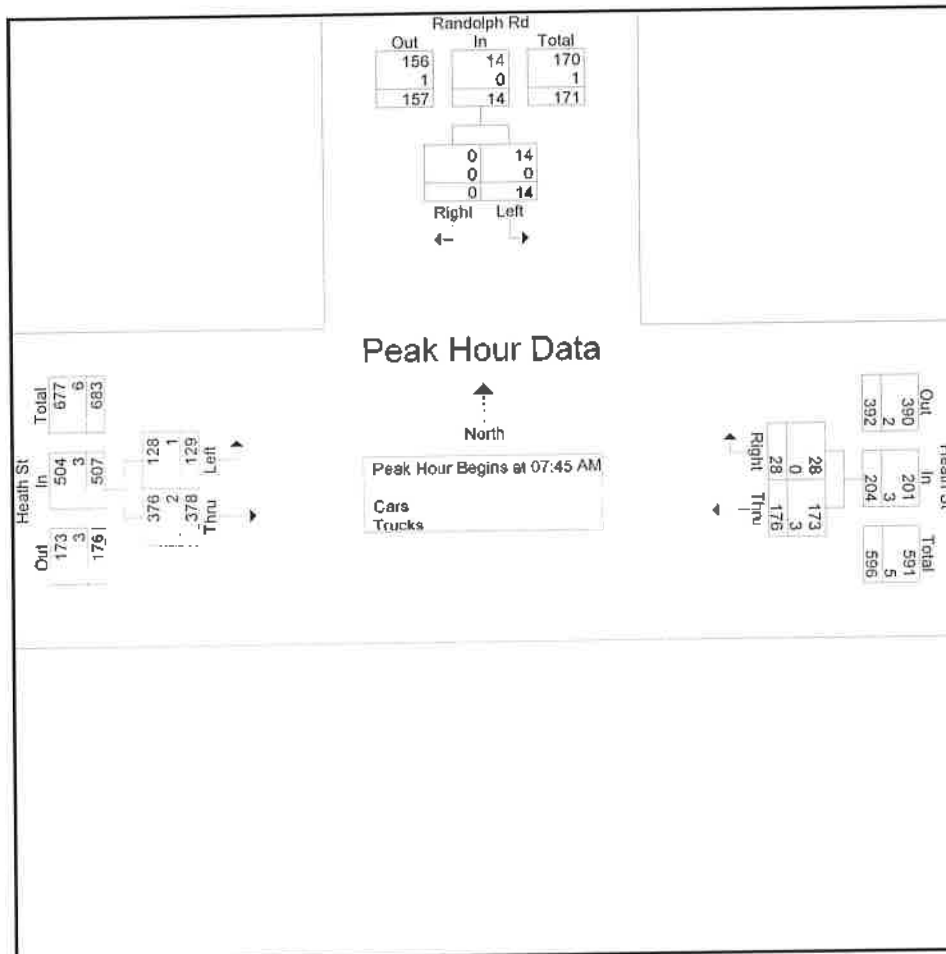 Randolph Rd
Out In Total
156 14 170
1 0 1
157 14 171
0 14
0 0
0 14
Right Left
Peak Hour Data
North
Peak Hour Begins at 07:45 AM
Cars
Trucks
Heath St
Total In Out
677 504 173
6 3 3
683 507 176
128 376
1 2
129 378
Left Thru
Out In Total
390 201 591
2 3 5
392 204 596
28 173
0 3
28 176
Right Thru